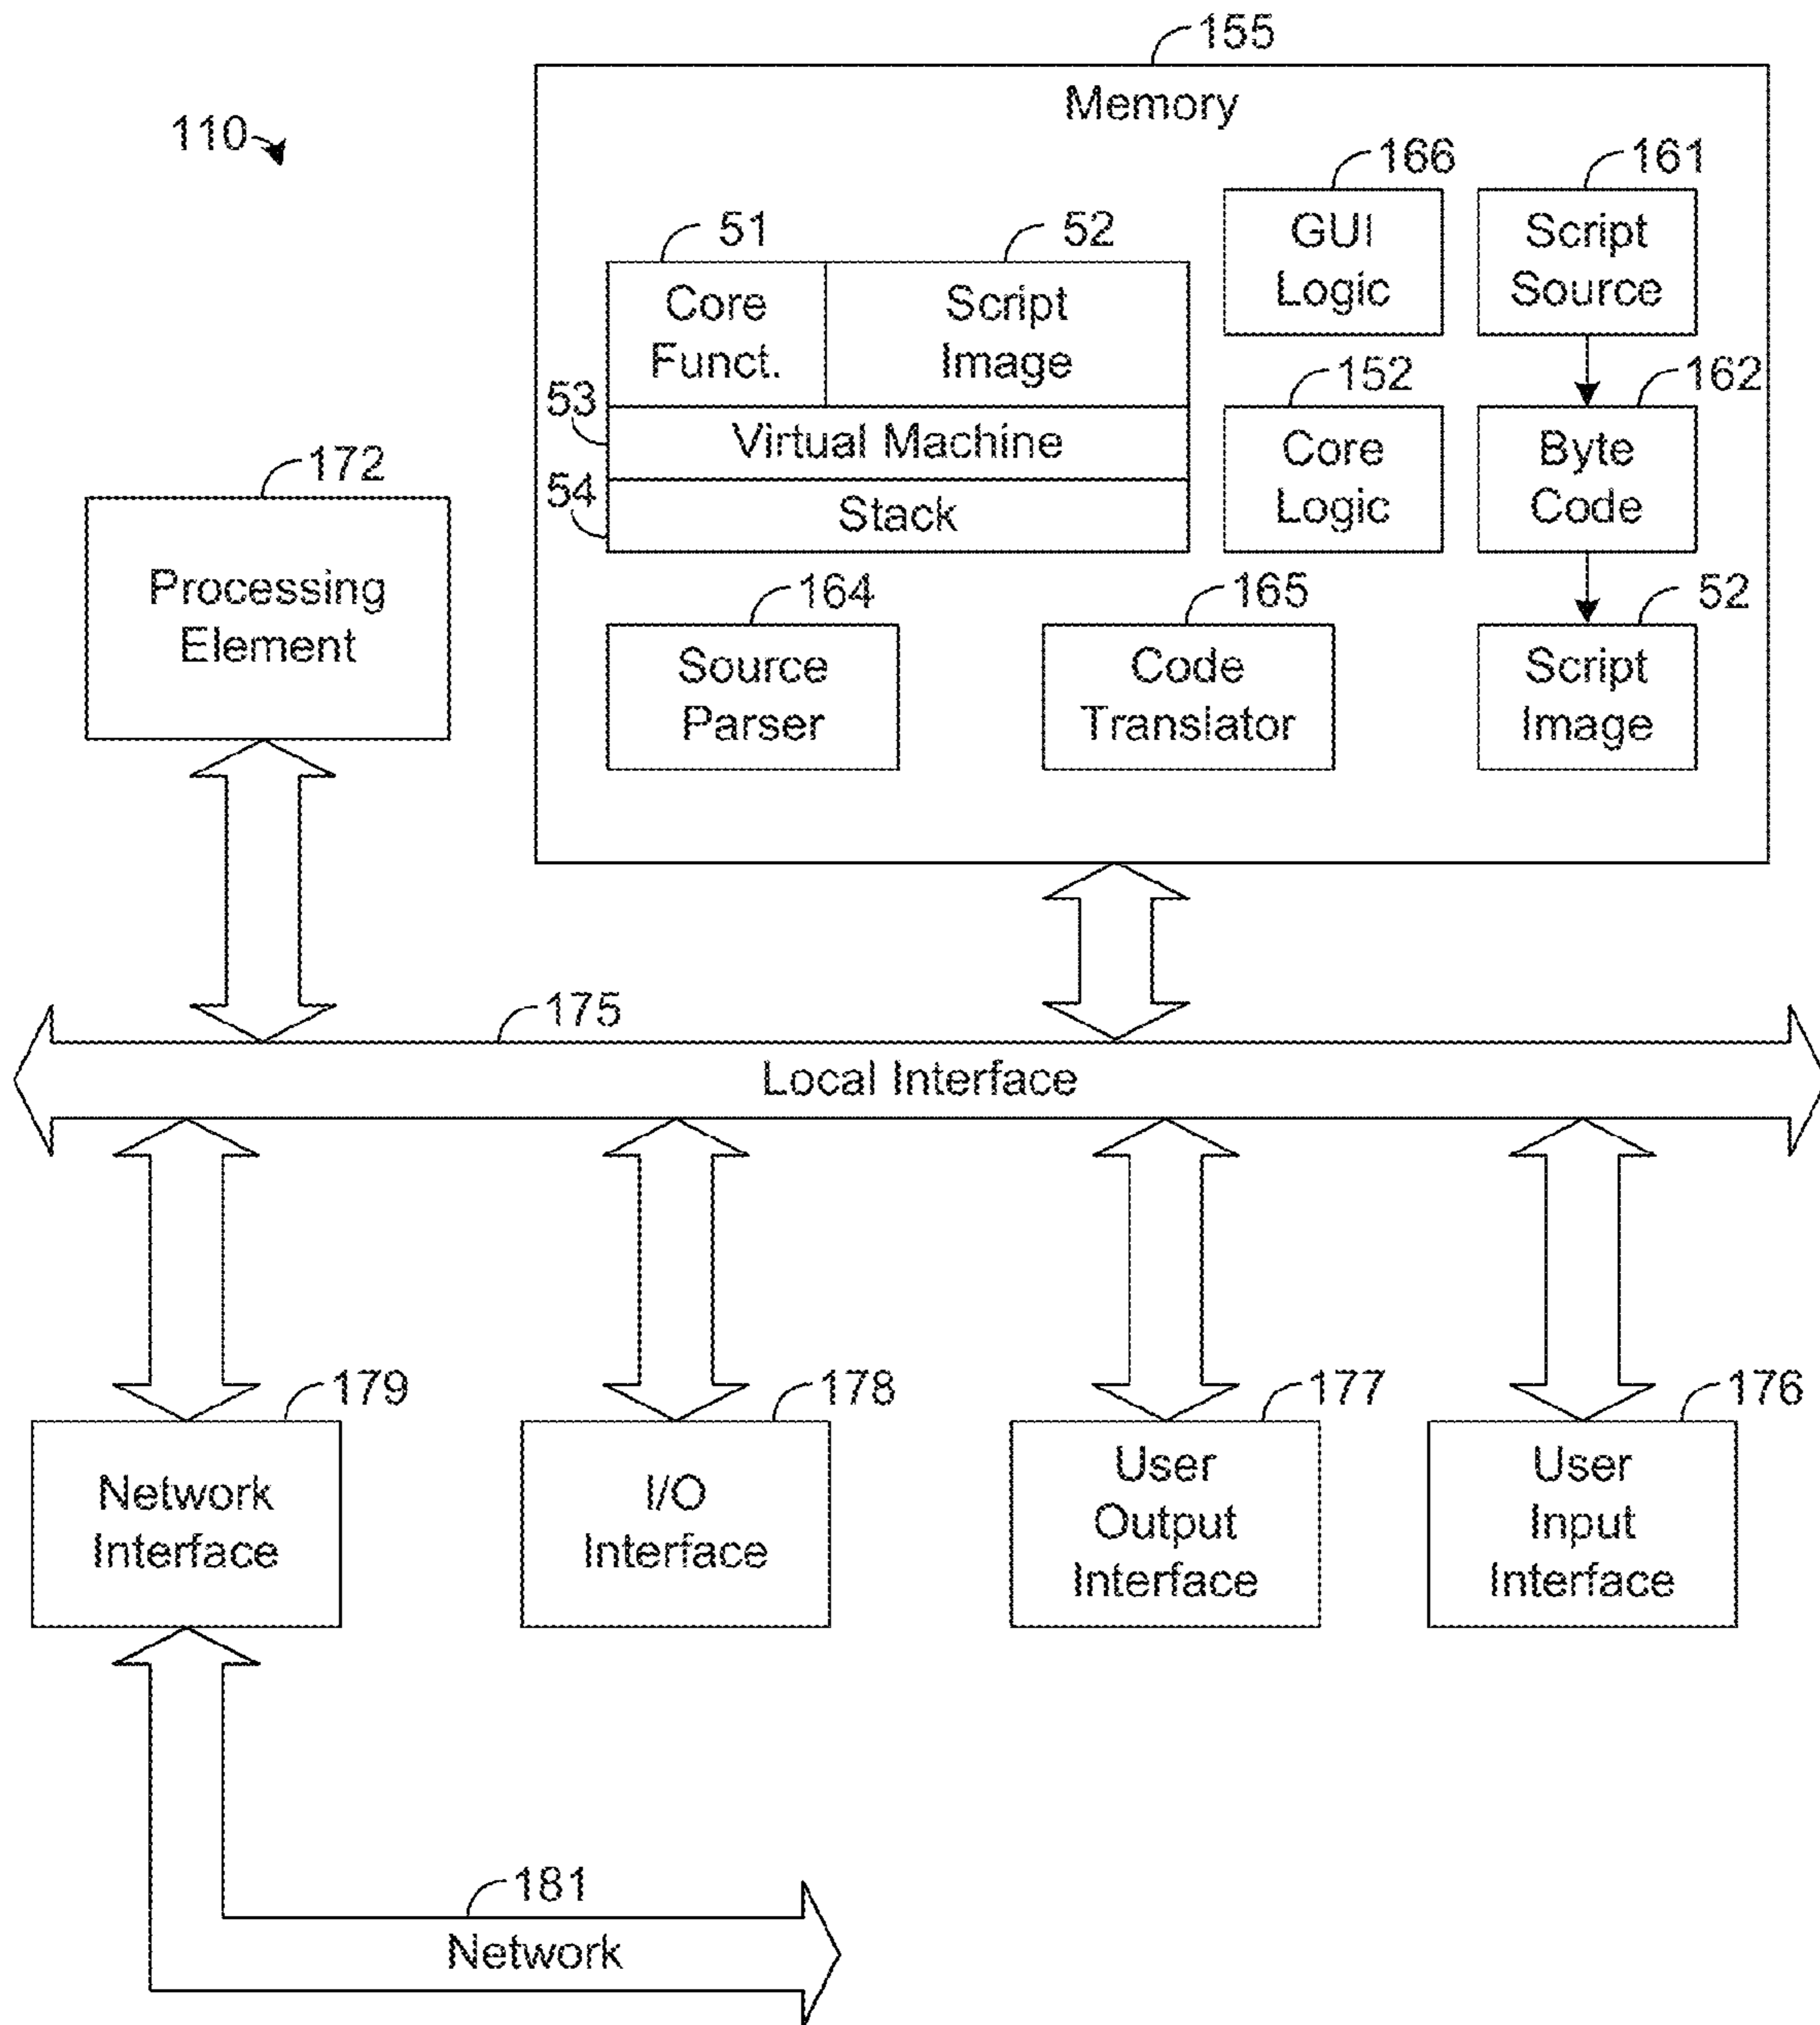 155
Memory
110
166
161
GUI
Logic
Script
Source
51
52
Core
Funct.
Script
Image
53
Virtual Machine
152
Core
Logic
162
Byte
Code
54
Stack
172
Processing
Element
164
Source
Parser
165
Code
Translator
52
Script
Image
175
Local Interface
179
Network
Interface
178
I/O
Interface
177
User
Output
Interface
176
User
Input
Interface
181
Network